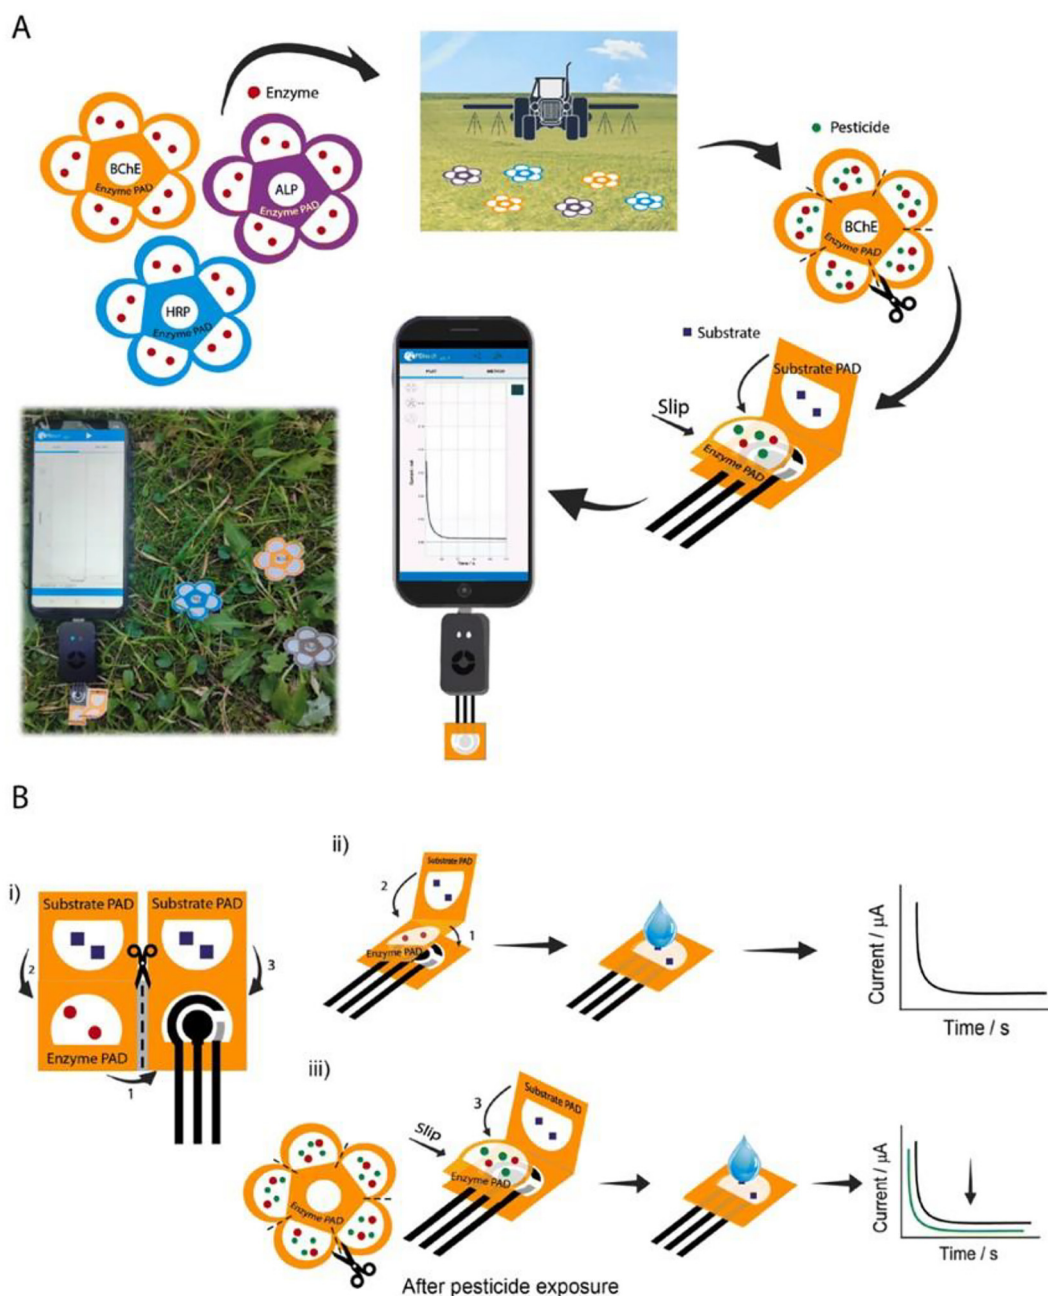 A
Enzyme
BChE
Enzyme PAD
ALP
Enzyme PAD
HRP
Enzyme PAD
Pesticide
BChE
Enzyme PAD
Substrate
Substrate PAD
Slip
Enzyme PAD
PLOT
Time / s
B
i)
Substrate PAD
Substrate PAD
2
3
Enzyme PAD
1
ii)
Substrate PAD
2
1
Enzyme PAD
Current / µA
Time / s
iii)
Substrate PAD
3
Slip
Enzyme PAD
Enzyme PAD
After pesticide exposure
Current / µA
Time / s